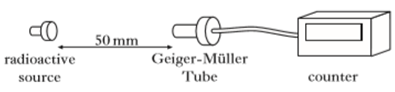 50 mm
radioactive
source
Geiger-Müller
Tube
counter